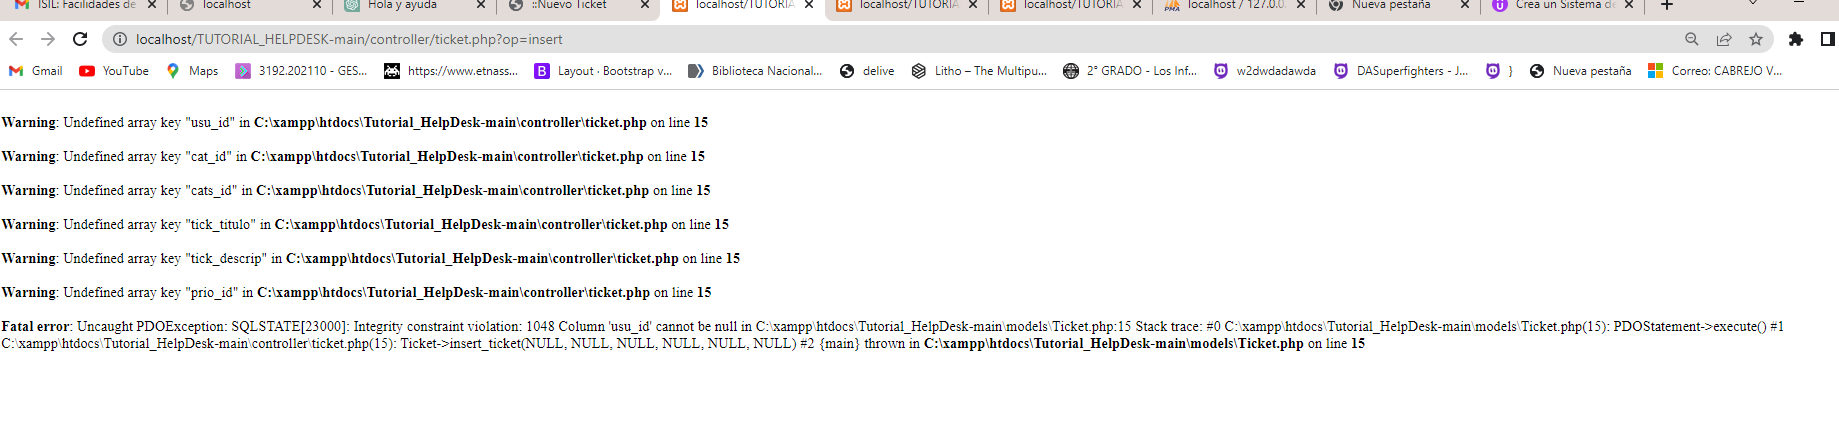 ISIL: Facilidades de
localhost
Hola y ayuda
::Nuevo Ticket
localhost/TUTORIA
localhost/TUTORIA
localhost/TUTORIA
localhost / 127.0.0.
Nueva pestaña
Crea un Sistema de
localhost/TUTORIAL_HELPDESK-main/controller/ticket.php?op=insert
Gmail
YouTube
Maps
3192.202110 - GES...
https://www.etnass...
Layout · Bootstrap v...
Biblioteca Nacional...
delive
Litho – The Multipu...
2° GRADO - Los Inf...
w2dwdadawda
DASuperfighters - J...
}
Nueva pestaña
Correo: CABREJO V...
Warning: Undefined array key "usu_id" in C:\xampp\htdocs\Tutorial_HelpDesk-main\controller\ticket.php on line 15
Warning: Undefined array key "cat_id" in C:\xampp\htdocs\Tutorial_HelpDesk-main\controller\ticket.php on line 15
Warning: Undefined array key "cats_id" in C:\xampp\htdocs\Tutorial_HelpDesk-main\controller\ticket.php on line 15
Warning: Undefined array key "tick_titulo" in C:\xampp\htdocs\Tutorial_HelpDesk-main\controller\ticket.php on line 15
Warning: Undefined array key "tick_descrip" in C:\xampp\htdocs\Tutorial_HelpDesk-main\controller\ticket.php on line 15
Warning: Undefined array key "prio_id" in C:\xampp\htdocs\Tutorial_HelpDesk-main\controller\ticket.php on line 15
Fatal error: Uncaught PDOException: SQLSTATE[23000]: Integrity constraint violation: 1048 Column 'usu_id' cannot be null in C:\xampp\htdocs\Tutorial_HelpDesk-main\models\Ticket.php:15 Stack trace: #0 C:\xampp\htdocs\Tutorial_HelpDesk-main\models\Ticket.php(15): PDOStatement->execute() #1
C:\xampp\htdocs\Tutorial_HelpDesk-main\controller\ticket.php(15): Ticket->insert_ticket(NULL, NULL, NULL, NULL, NULL, NULL) #2 {main} thrown in C:\xampp\htdocs\Tutorial_HelpDesk-main\models\Ticket.php on line 15